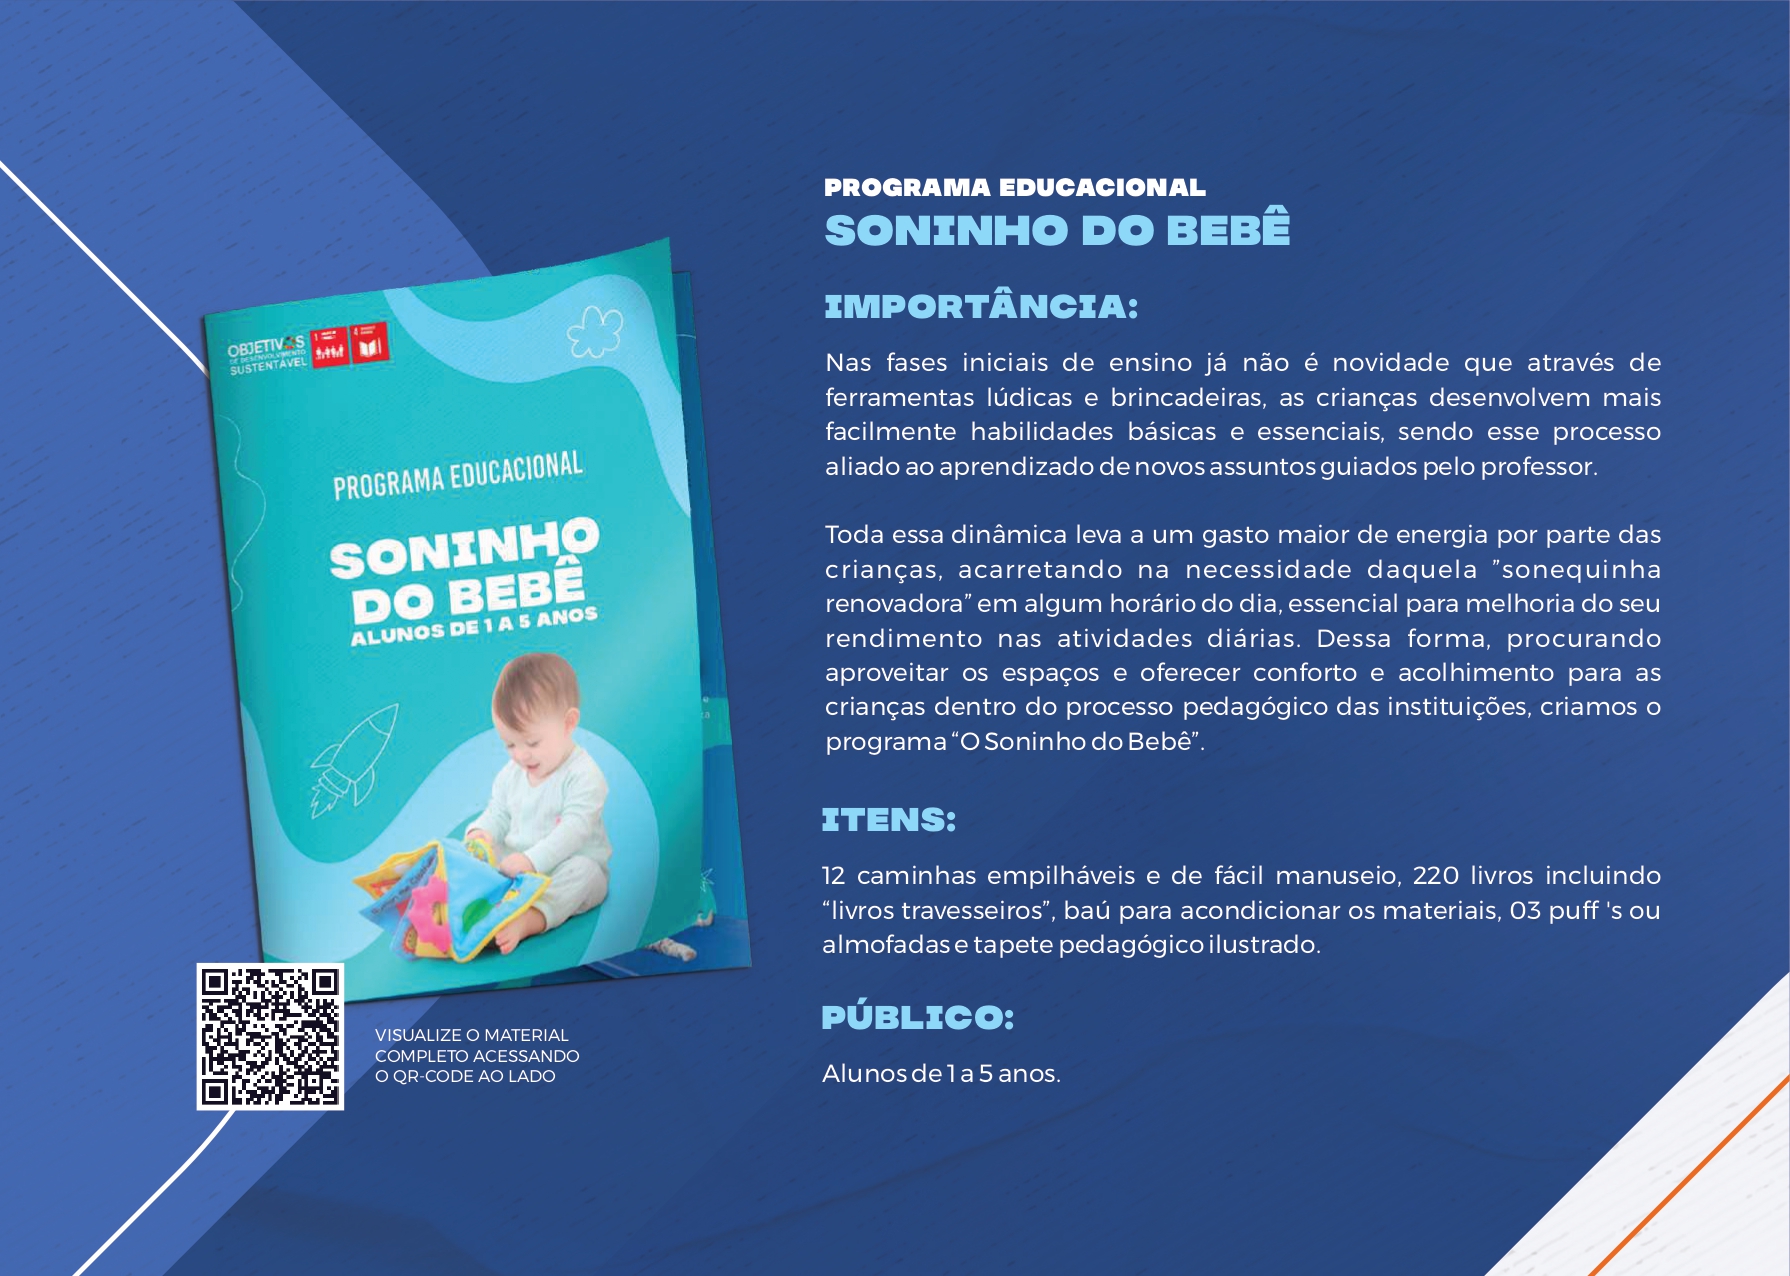 PROGRAMA EDUCACIONAL
SONINHO DO BEBÊ
IMPORTÂNCIA:
Nas fases iniciais de ensino já não é novidade que através de
ferramentas lúdicas e brincadeiras, as crianças desenvolvem mais
facilmente habilidades básicas e essenciais, sendo esse processo
aliado ao aprendizado de novos assuntos guiados pelo professor.
Toda essa dinâmica leva a um gasto maior de energia por parte das
crianças, acarretando na necessidade daquela ”sonequinha
renovadora” em algum horário do dia, essencial para melhoria do seu
rendimento nas atividades diárias. Dessa forma, procurando
aproveitar os espaços e oferecer conforto e acolhimento para as
crianças dentro do processo pedagógico das instituições, criamos o
programa “O Soninho do Bebê”.
ITENS:
12 caminhas empilháveis e de fácil manuseio, 220 livros incluindo
“livros travesseiros”, baú para acondicionar os materiais, 03 puff 's ou
almofadas e tapete pedagógico ilustrado.
PÚBLICO:
Alunos de 1 a 5 anos.
OBJETIVOS
DE DESENVOLVIMENTO
SUSTENTÁVEL
1
4
PROGRAMA EDUCACIONAL
SONINHO
DO BEBÊ
ALUNOS DE 1 A 5 ANOS
VISUALIZE O MATERIAL
COMPLETO ACESSANDO
O QR-CODE AO LADO